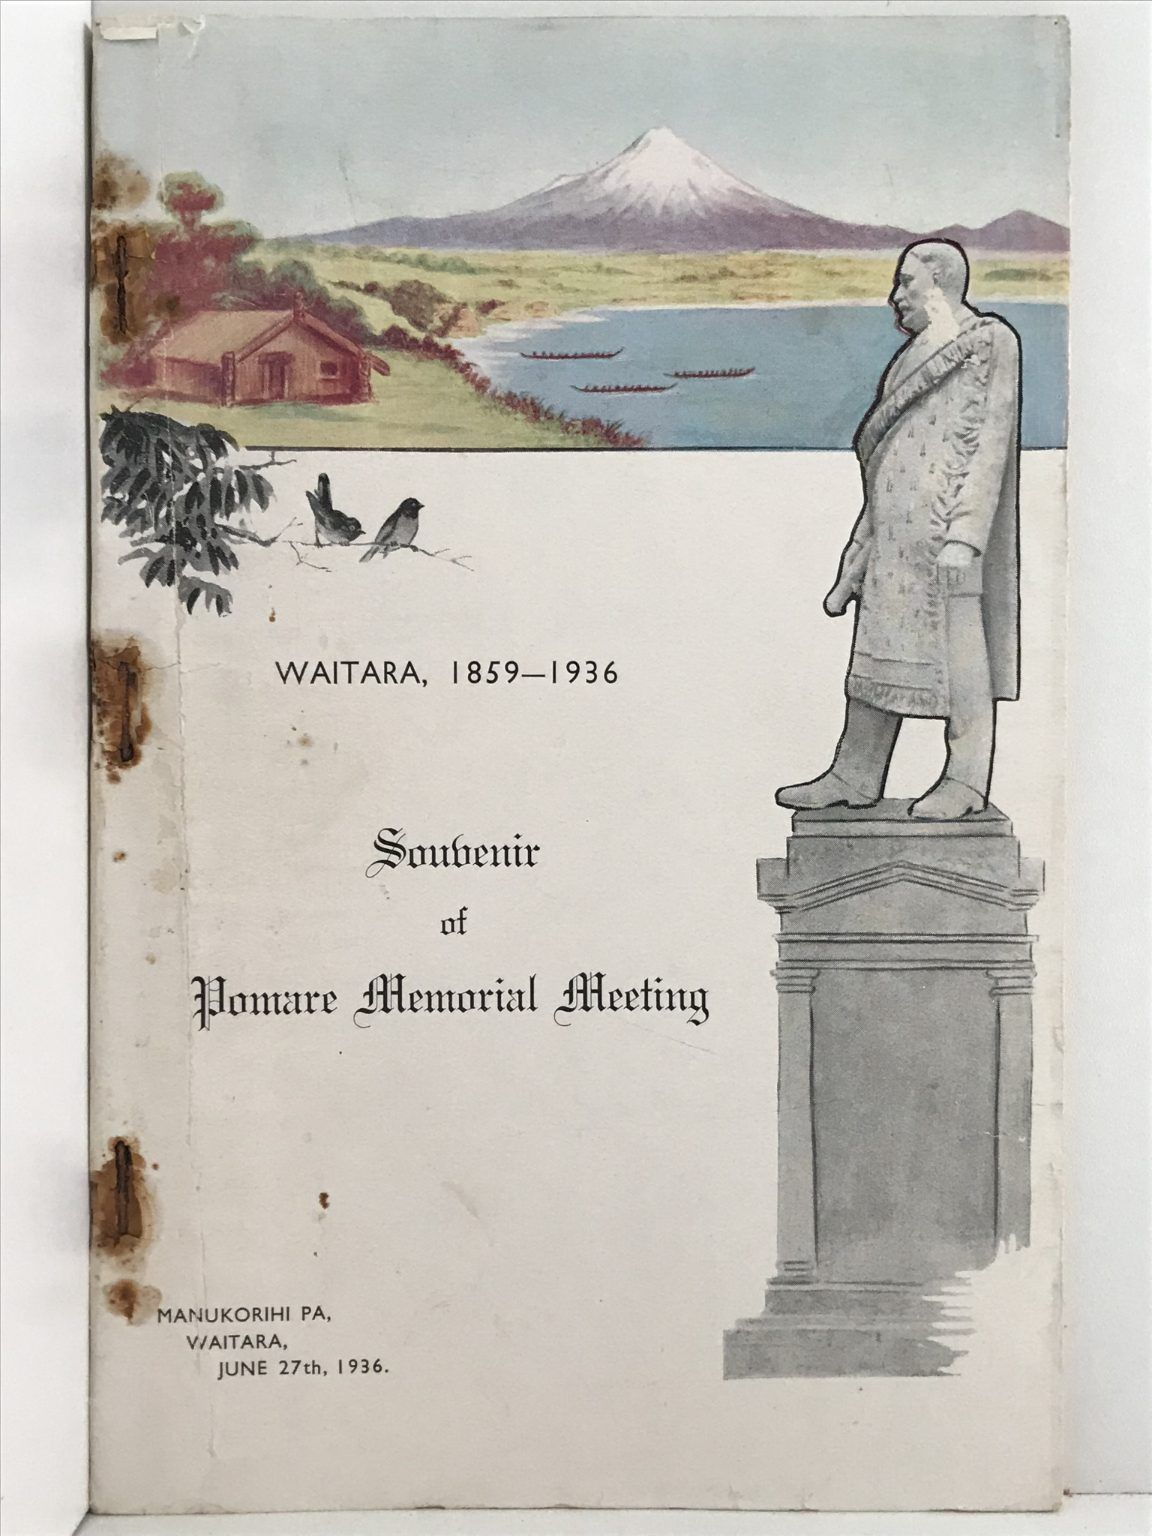 WAITARA, 1859—1936
Souvenir
of
Pomare Memorial Meeting
MANUKORIHI PA,
WAITARA,
JUNE 27th, 1936.